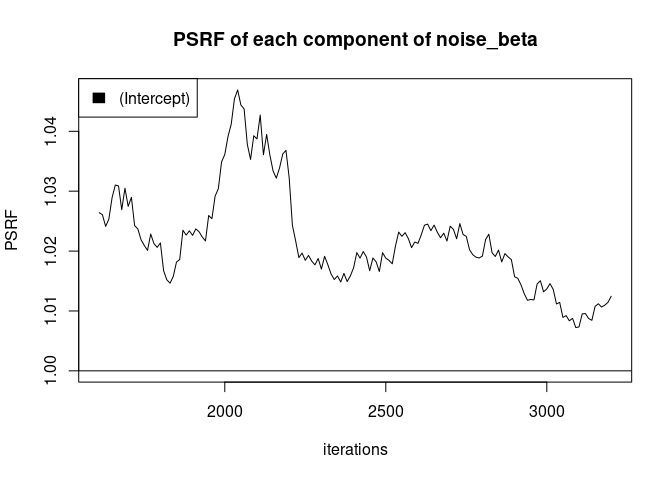 PSRF of each component of noise_beta
(Intercept)
PSRF
1.04
1.03
1.02
1.01
1.00
2000 2500 3000
iterations